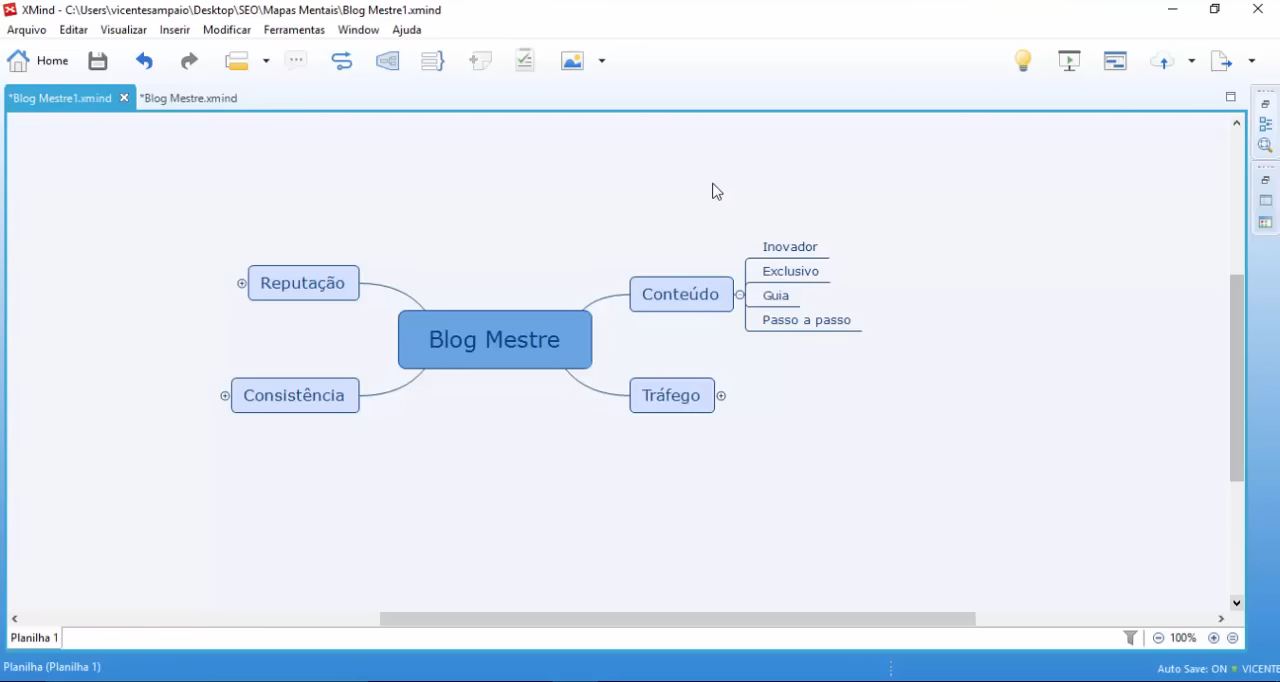 XMind - C:\Users\vicentesampaio\Desktop\SEO\Mapas Mentais\Blog Mestre1.xmind
Arquivo Editar Visualizar Inserir Modificar Ferramentas Window Ajuda
Home
*Blog Mestre1.xmind *Blog Mestre.xmind
Inovador
Exclusivo
Guia
Passo a passo
Conteúdo
Reputação
Blog Mestre
Consistência
Tráfego
Planilha 1
100%
Planilha (Planilha 1)
Auto Save: ON VICENTE